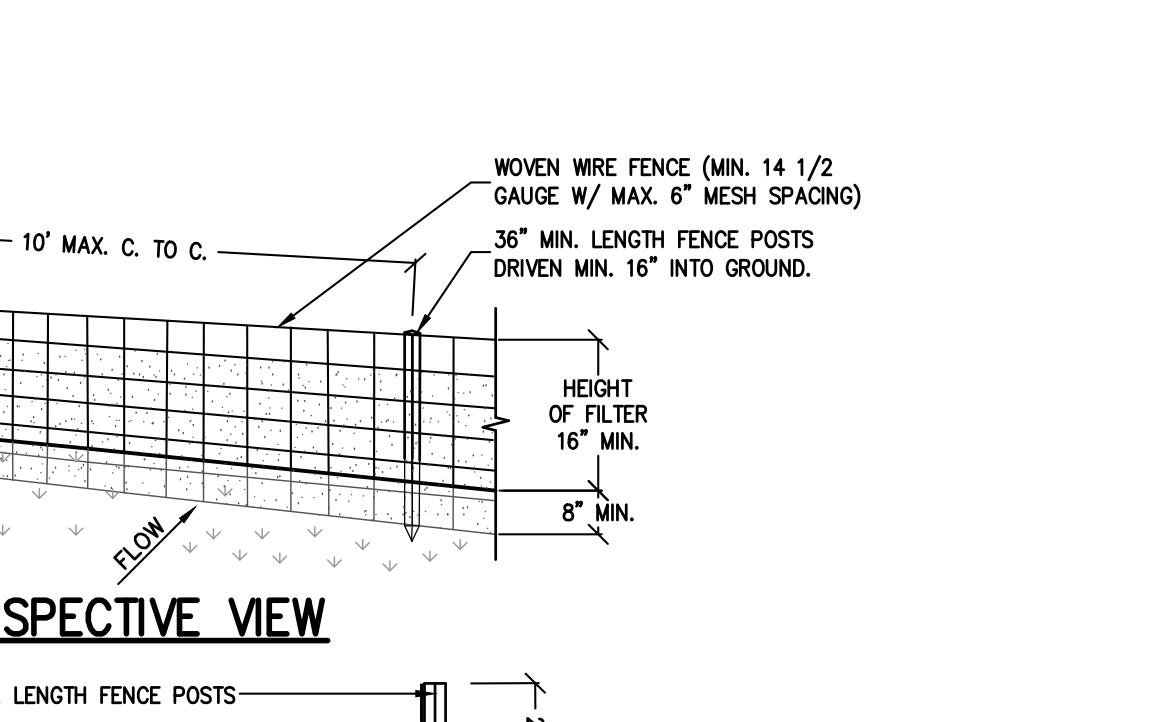 WOVEN WIRE FENCE (MIN. 14 1/2
GAUGE W/ MAX. 6" MESH SPACING)
10' MAX. C. TO C.
36" MIN. LENGTH FENCE POSTS
DRIVEN MIN. 16" INTO GROUND.
HEIGHT
OF FILTER
16" MIN.
8" MIN.
FLOW
SPECTIVE VIEW
LENGTH FENCE POSTS